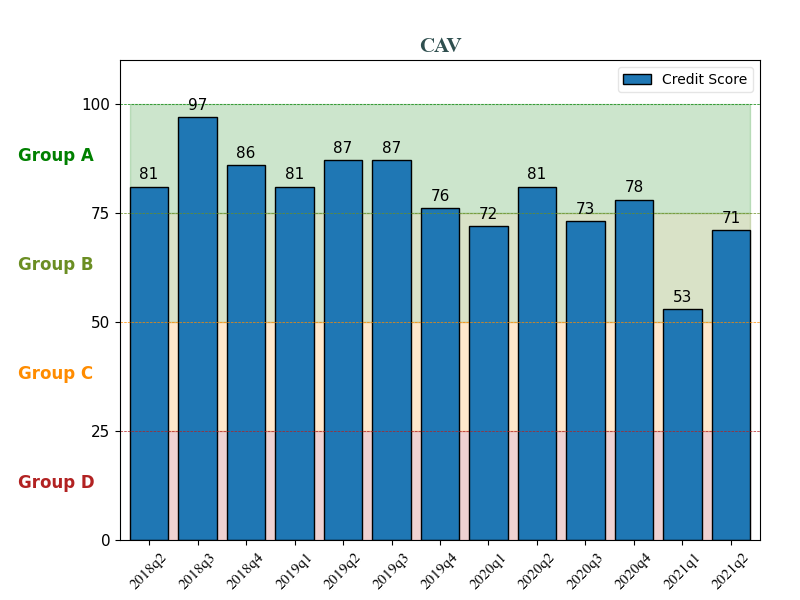 CAV
Credit Score
100
75
50
25
0
Group A
Group B
Group C
Group D
81
97
86
81
87
87
76
72
81
73
78
53
71
2018q2
2018q3
2018q4
2019q1
2019q2
2019q3
2019q4
2020q1
2020q2
2020q3
2020q4
2021q1
2021q2